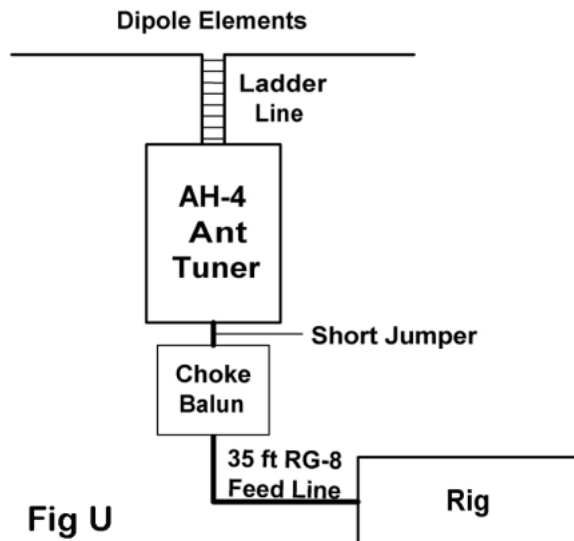 Dipole Elements
Ladder
Line
AH-4
Ant
Tuner
Short Jumper
Choke
Balun
35 ft RG-8
Feed Line
Rig
Fig U